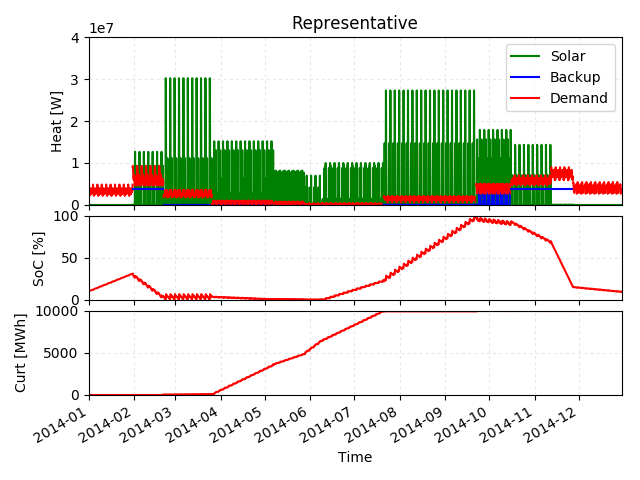 Representative
1e7
4
3
2
1
0
Heat [W]
Solar
Backup
Demand
100
50
0
SoC [%]
10000
5000
0
Curt [MWh]
2014-01
2014-02
2014-03
2014-04
2014-05
2014-06
2014-07
2014-08
2014-09
2014-10
2014-11
2014-12
Time